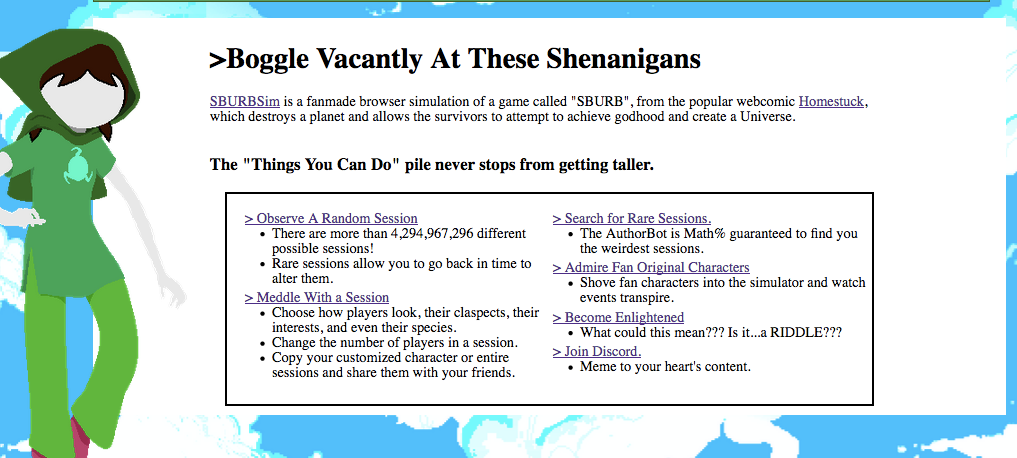 >Boggle Vacantly At These Shenanigans
SBURBSim is a fanmade browser simulation of a game called "SBURB", from the popular webcomic Homestuck,
which destroys a planet and allows the survivors to attempt to achieve godhood and create a Universe.
The "Things You Can Do" pile never stops from getting taller.
> Observe A Random Session
• There are more than 4,294,967,296 different
possible sessions!
• Rare sessions allow you to go back in time to
alter them.
> Meddle With a Session
• Choose how players look, their claspects, their
interests, and even their species.
• Change the number of players in a session.
• Copy your customized character or entire
sessions and share them with your friends.
> Search for Rare Sessions.
• The AuthorBot is Math% guaranteed to find you
the weirdest sessions.
> Admire Fan Original Characters
• Shove fan characters into the simulator and watch
events transpire.
> Become Enlightened
• What could this mean??? Is it...a RIDDLE???
> Join Discord.
• Meme to your heart's content.